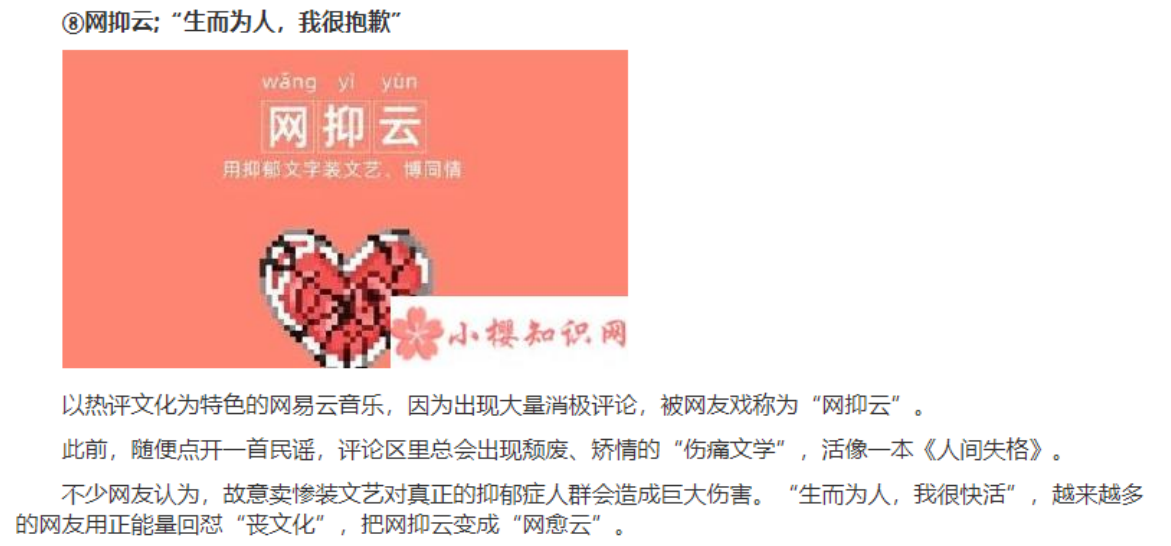 ⑧网抑云;“生而为人，我很抱歉”
wǎng yì yún
网抑云
用抑郁文字装文艺、博同情
小樱知识网
以热评文化为特色的网易云音乐，因为出现大量消极评论，被网友戏称为“网抑云”。
此前，随便点开一首民谣，评论区里总会出现颓废、矫情的“伤痛文学”，活像一本《人间失格》。
不少网友认为，故意卖惨装文艺对真正的抑郁症人群会造成巨大伤害。“生而为人，我很快活”，越来越多
的网友用正能量回怼“丧文化”，把网抑云变成“网愈云”。